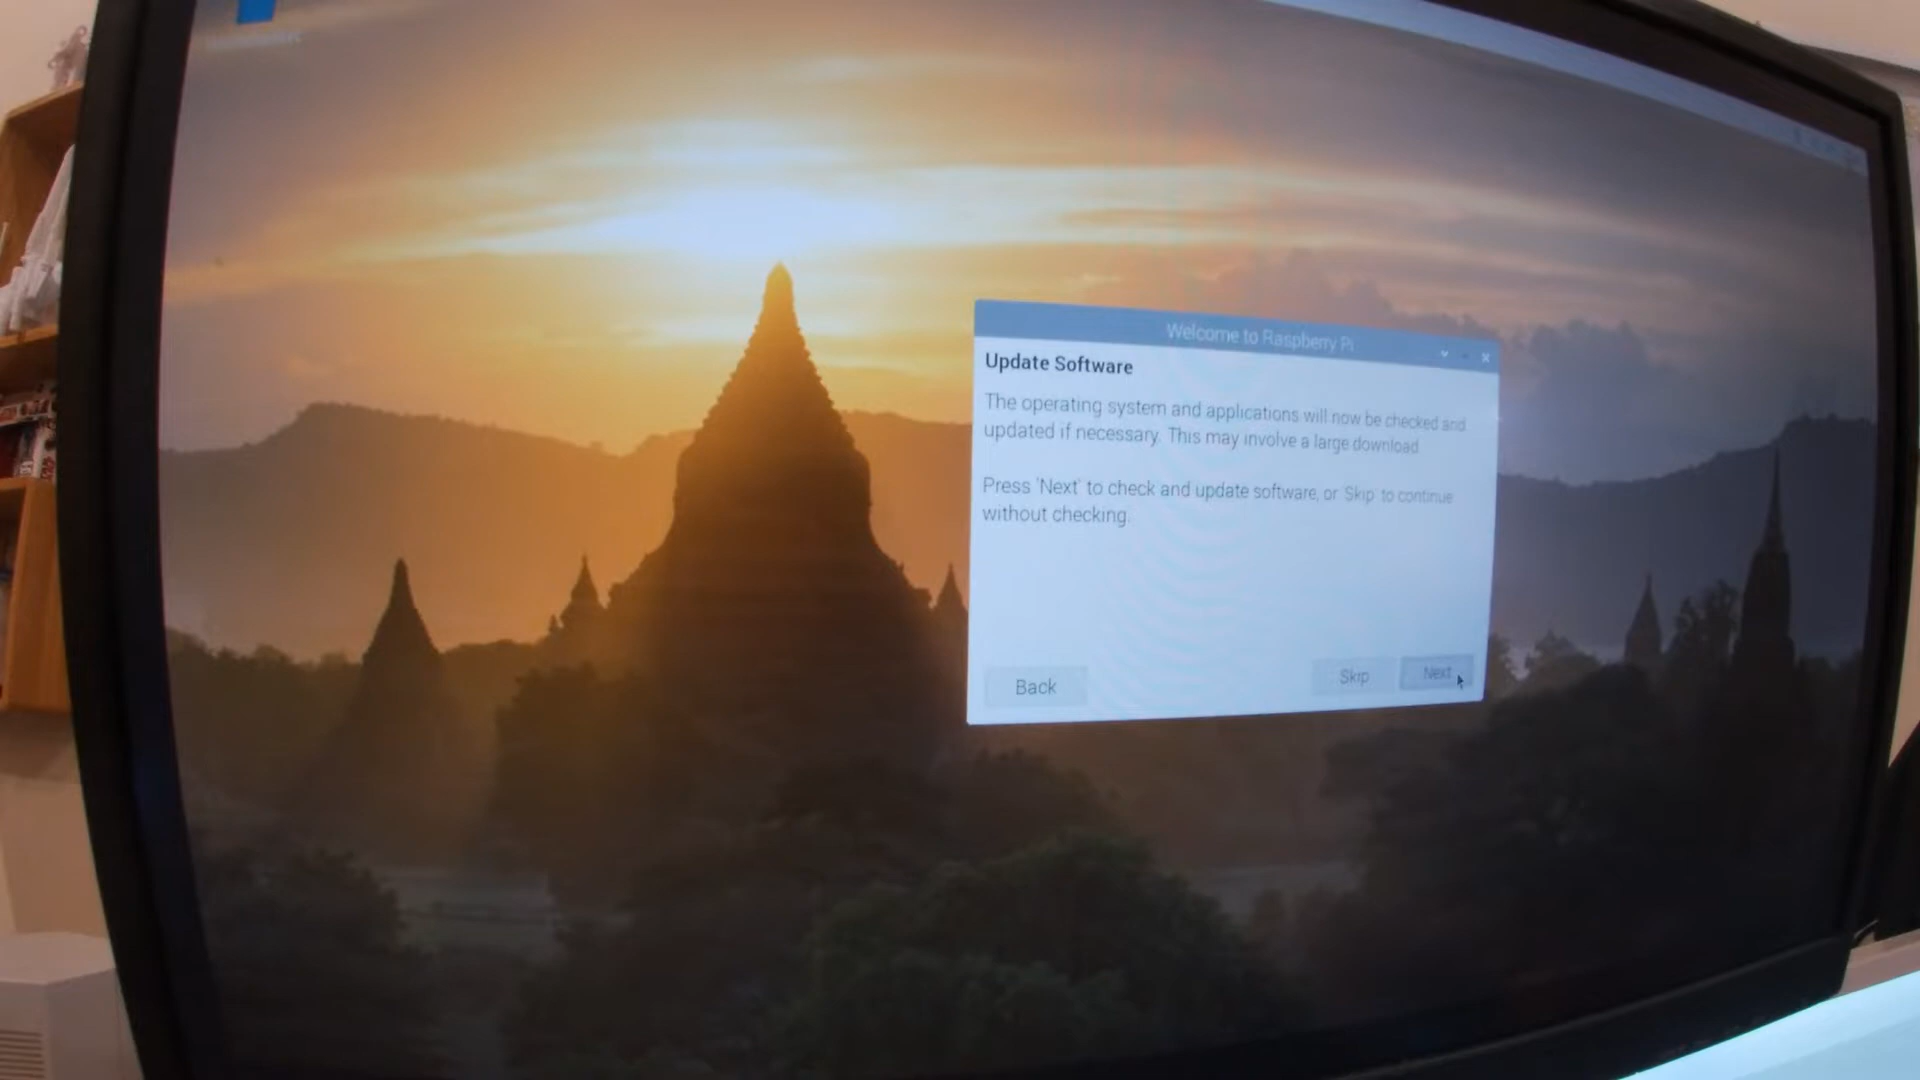 Welcome to Raspberry Pi
Update Software
The operating system and applications will now be checked and
updated if necessary. This may involve a large download.
Press 'Next' to check and update software, or 'Skip' to continue
without checking.
Back
Skip
Next